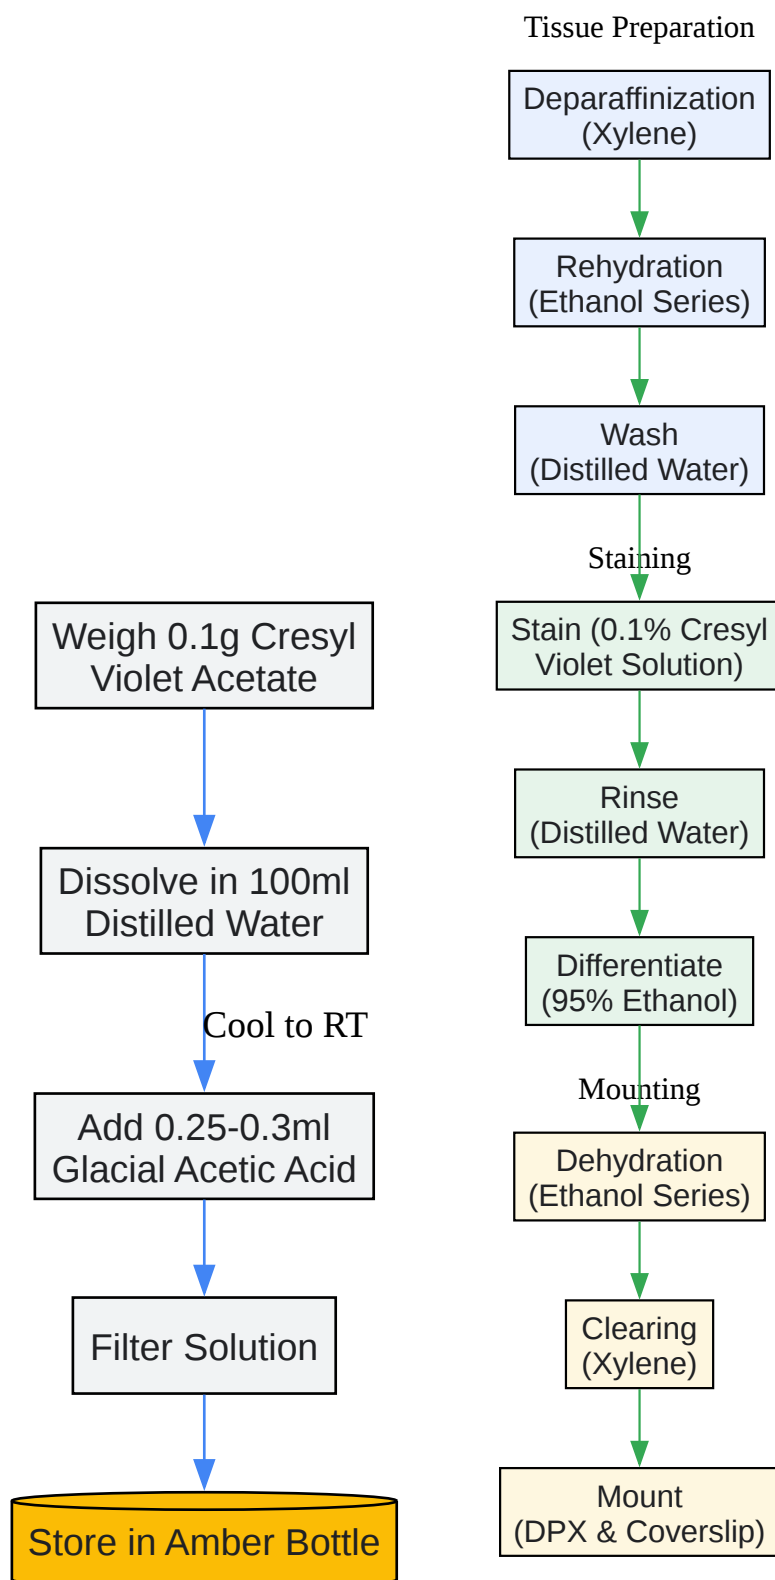 Weigh 0.1g Cresyl
Violet Acetate
Dissolve in 100ml
Distilled Water
Cool to RT
Add 0.25-0.3ml
Glacial Acetic Acid
Filter Solution
Store in Amber Bottle
Tissue Preparation
Deparaffinization
(Xylene)
Rehydration
(Ethanol Series)
Wash
(Distilled Water)
Staining
Stain (0.1% Cresyl
Violet Solution)
Rinse
(Distilled Water)
Differentiate
(95% Ethanol)
Mounting
Dehydration
(Ethanol Series)
Clearing
(Xylene)
Mount
(DPX & Coverslip)